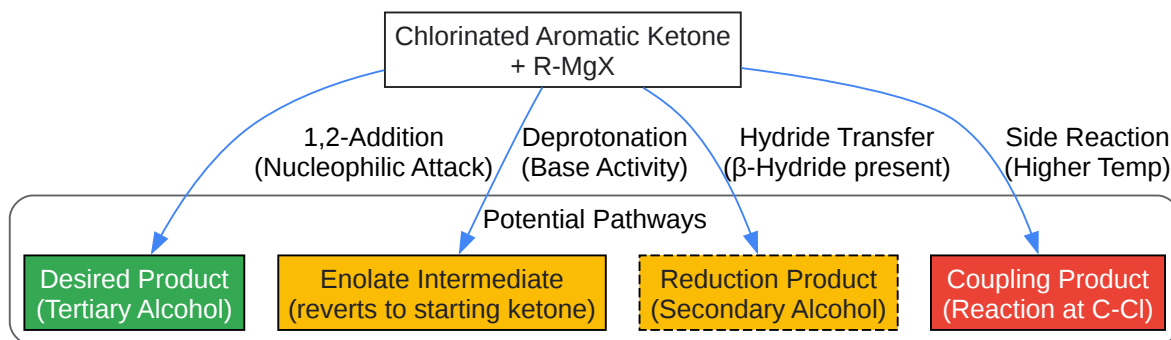 Chlorinated Aromatic Ketone
+ R-MgX
1,2-Addition
(Nucleophilic Attack)
Deprotonation
(Base Activity)
Hydride Transfer
(β-Hydride present)
Side Reaction
(Higher Temp)
Potential Pathways
Desired Product
(Tertiary Alcohol)
Enolate Intermediate
(reverts to starting ketone)
Reduction Product
(Secondary Alcohol)
Coupling Product
(Reaction at C-Cl)